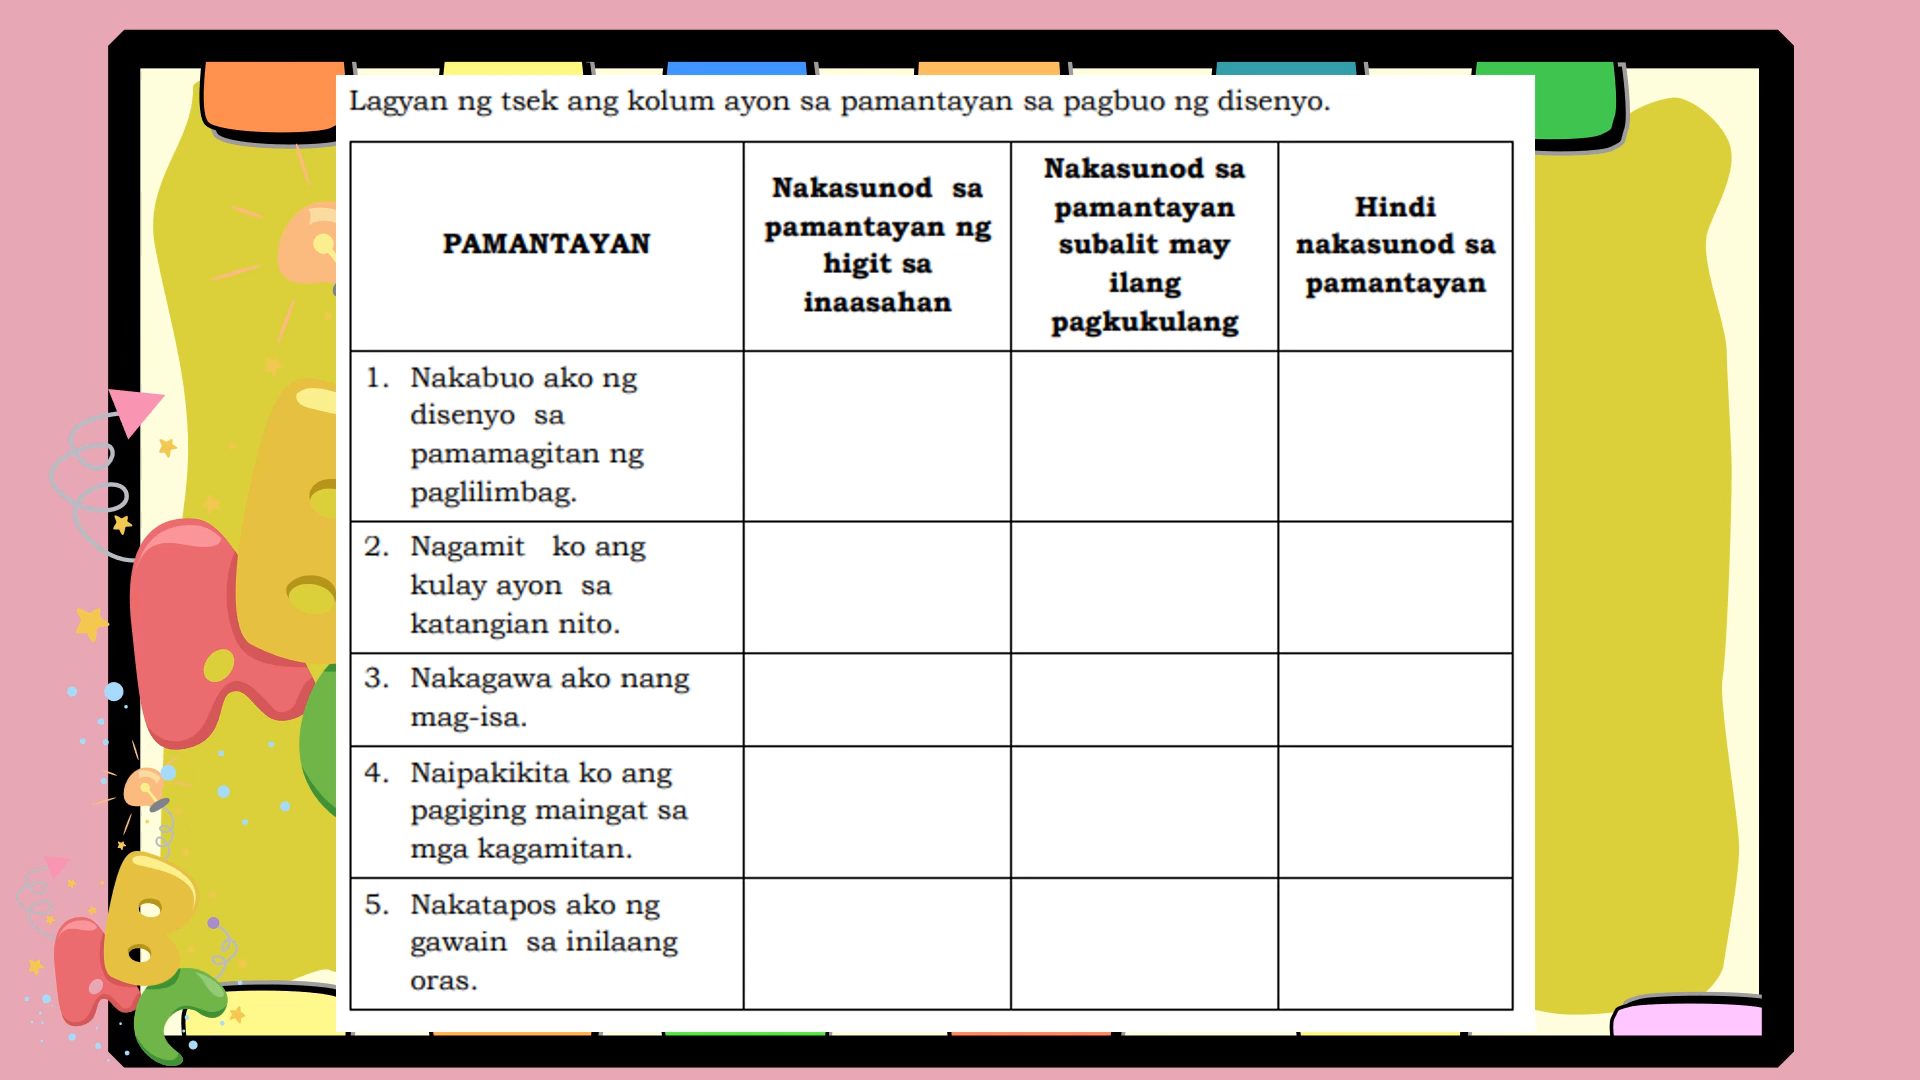 Lagyan ng tsek ang kolum ayon sa pamantayan sa pagbuo ng disenyo.
PAMANTAYAN
Nakasunod sa
pamantayan ng
higit sa
inaasahan
Nakasunod sa
pamantayan
subalit may
ilang
pagkukulang
Hindi
nakasunod sa
pamantayan
1. Nakabuo ako ng
disenyo sa
pamamagitan ng
paglilimbag.
2. Nagamit ko ang
kulay ayon sa
katangian nito.
3. Nakagawa ako nang
mag-isa.
4. Naipakikita ko ang
pagiging maingat sa
mga kagamitan.
5. Nakatapos ako ng
gawain sa inilaang
oras.